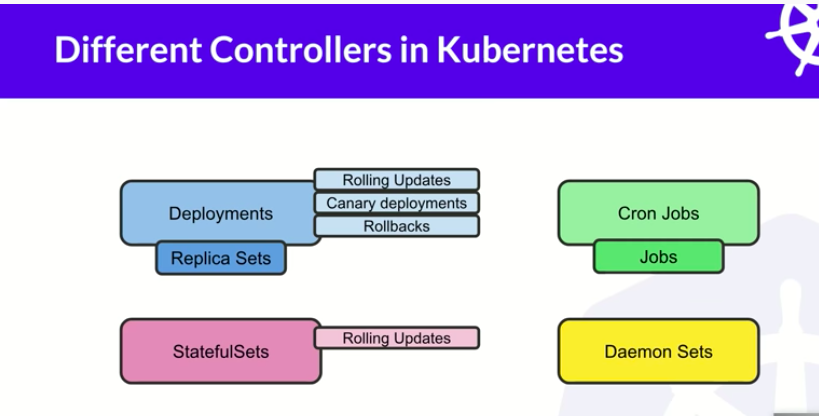 Different Controllers in Kubernetes
Rolling Updates
Deployments
Canary deployments
Rollbacks
Replica Sets
Cron Jobs
Jobs
StatefulSets
Rolling Updates
Daemon Sets